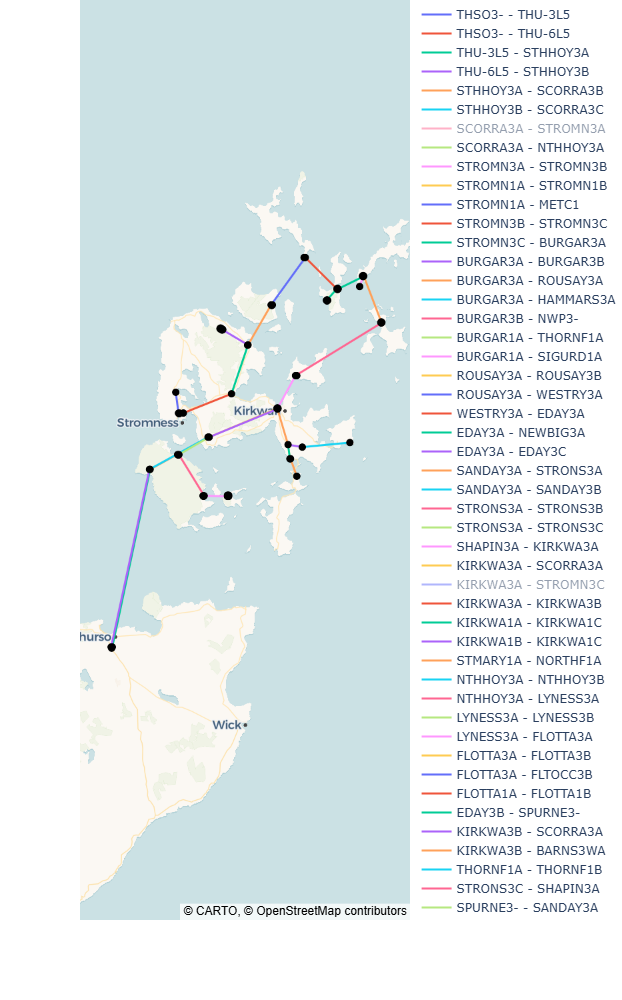 THSO3- - THU-3L5
THSO3- - THU-6L5
THU-3L5 - STHHOY3A
THU-6L5 - STHHOY3B
STHHOY3A - SCORRA3B
STHHOY3B - SCORRA3C
SCORRA3A - STROMN3A
SCORRA3A - NTHHOY3A
STROMN3A - STROMN3B
STROMN1A - STROMN1B
STROMN1A - METC1
STROMN3B - STROMN3C
STROMN3C - BURGAR3A
BURGAR3A - BURGAR3B
BURGAR3A - ROUSAY3A
BURGAR3A - HAMMARS3A
BURGAR3B - NWP3-
BURGAR1A - THORNF1A
BURGAR1A - SIGURD1A
ROUSAY3A - ROUSAY3B
ROUSAY3A - WESTRY3A
WESTRY3A - EDAY3A
EDAY3A - NEWBIG3A
EDAY3A - EDAY3C
SANDAY3A - STRONS3A
SANDAY3A - SANDAY3B
STRONS3A - STRONS3B
STRONS3A - STRONS3C
SHAPIN3A - KIRKWA3A
KIRKWA3A - SCORRA3A
KIRKWA3A - STROMN3C
KIRKWA3A - KIRKWA3B
KIRKWA1A - KIRKWA1C
KIRKWA1B - KIRKWA1C
STMARY1A - NORTHF1A
NTHHOY3A - NTHHOY3B
NTHHOY3A - LYNESS3A
LYNESS3A - LYNESS3B
LYNESS3A - FLOTTA3A
FLOTTA3A - FLOTTA3B
FLOTTA3A - FLTOCC3B
FLOTTA1A - FLOTTA1B
EDAY3B - SPURNE3-
KIRKWA3B - SCORRA3A
KIRKWA3B - BARNS3WA
THORNF1A - THORNF1B
STRONS3C - SHAPIN3A
SPURNE3- - SANDAY3A
Kirkwa
Stromness
hurso
Wick
© CARTO, © OpenStreetMap contributors